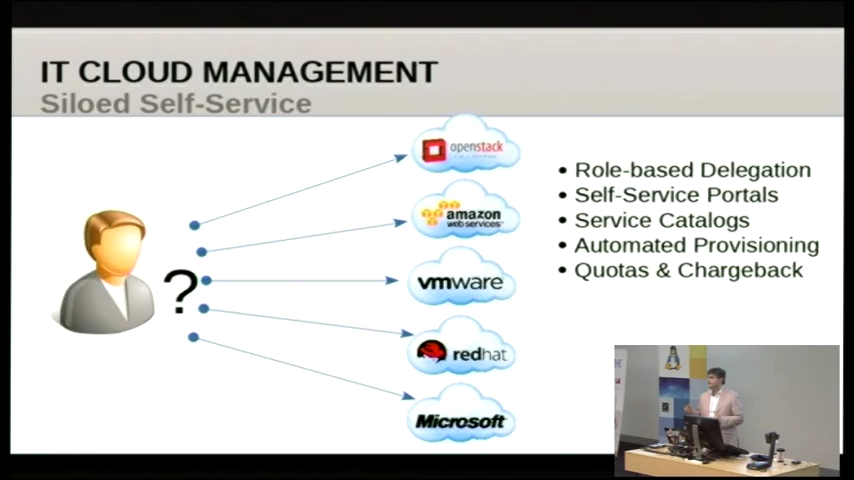 IT CLOUD MANAGEMENT
Siloed Self-Service
openstack
amazon
web services
vmware
redhat
Microsoft
?
• Role-based Delegation
• Self-Service Portals
• Service Catalogs
• Automated Provisioning
• Quotas & Chargeback